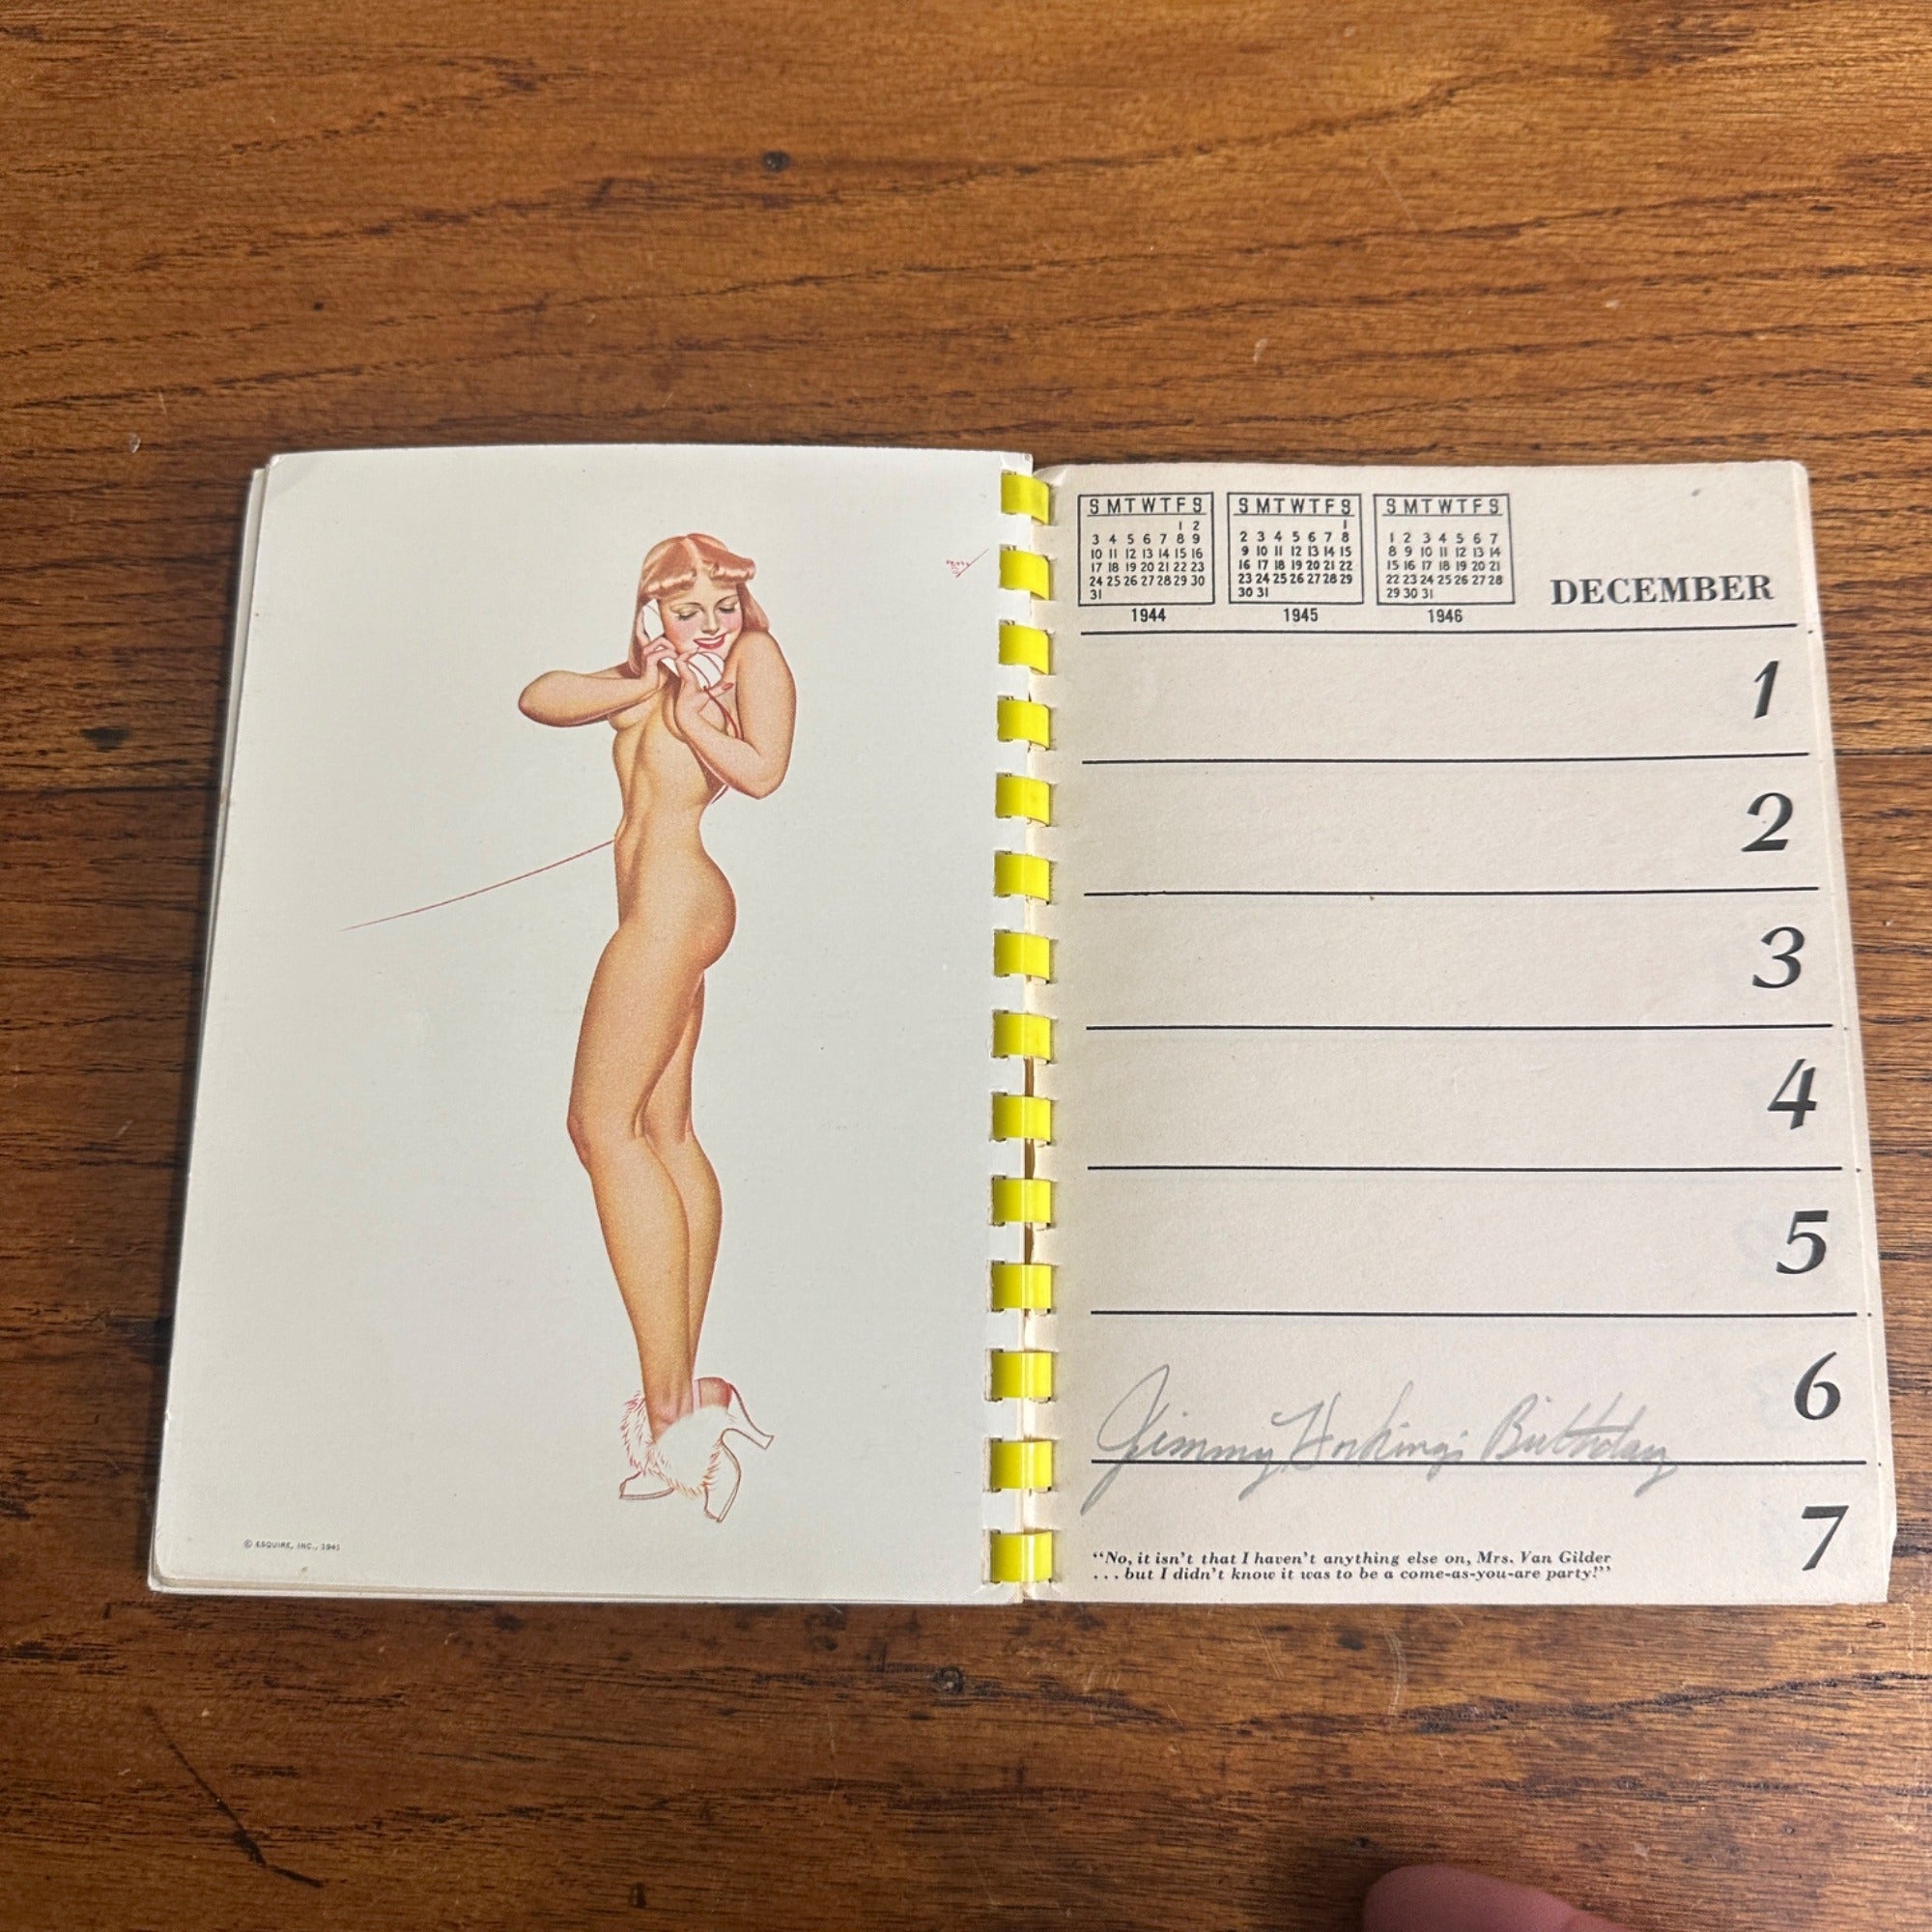 © ESQUIRE, INC., 1941
S M T W T F S
1 2
3 4 5 6 7 8 9
10 11 12 13 14 15 16
17 18 19 20 21 22 23
24 25 26 27 28 29 30
31
1944
S M T W T F S
1
2 3 4 5 6 7 8
9 10 11 12 13 14 15
16 17 18 19 20 21 22
23 24 25 26 27 28 29
30 31
1945
S M T W T F S
1 2 3 4 5 6 7
8 9 10 11 12 13 14
15 16 17 18 19 20 21
22 23 24 25 26 27 28
29 30 31
1946
DECEMBER
1
2
3
4
5
6
Jimmy Birthday
7
"No, it isn't that I haven't anything else on, Mrs. Van Gilder
... but I didn't know it was to be a come-as-you-are party!"